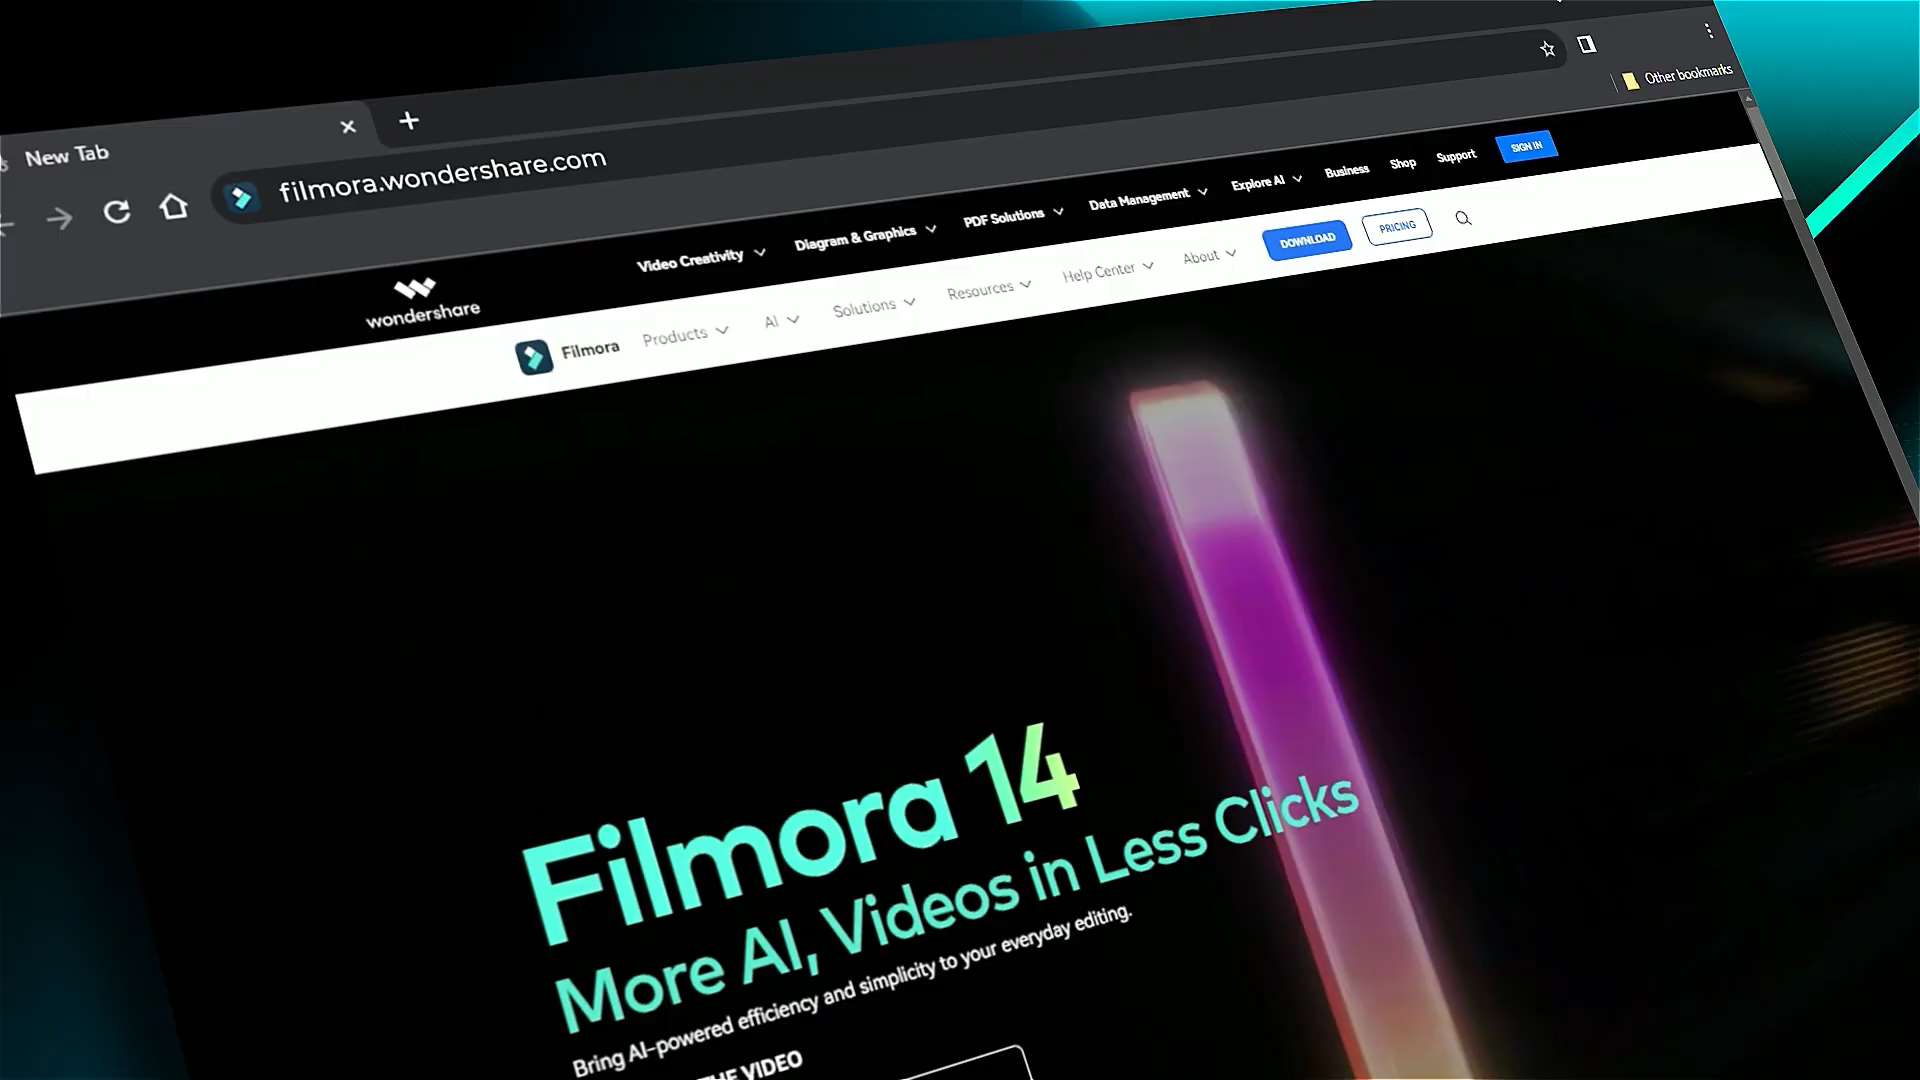 New Tab
filmora.wondershare.com
Other bookmarks
wondershare
Video Creativity
Diagram & Graphics
PDF Solutions
Data Management
Explore AI
Business
Shop
Support
SIGN IN
Filmora
Products
AI
Solutions
Resources
Help Center
About
DOWNLOAD
PRICING
Filmora 14
More AI, Videos in Less Clicks
Bring AI-powered efficiency and simplicity to your everyday editing.
THE VIDEO